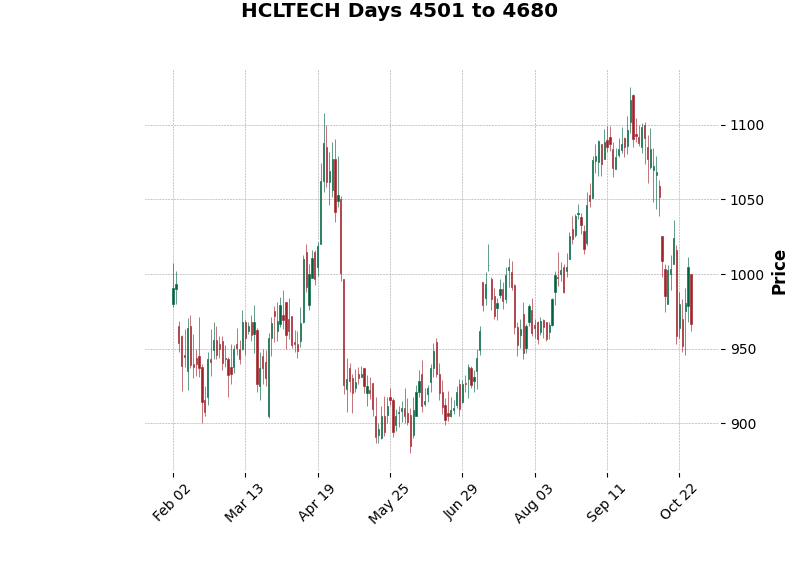 HCLTECH Days 4501 to 4680
1100
1050
1000
950
900
Price
Feb 02
Mar 13
Apr 19
May 25
Jun 29
Aug 03
Sep 11
Oct 22